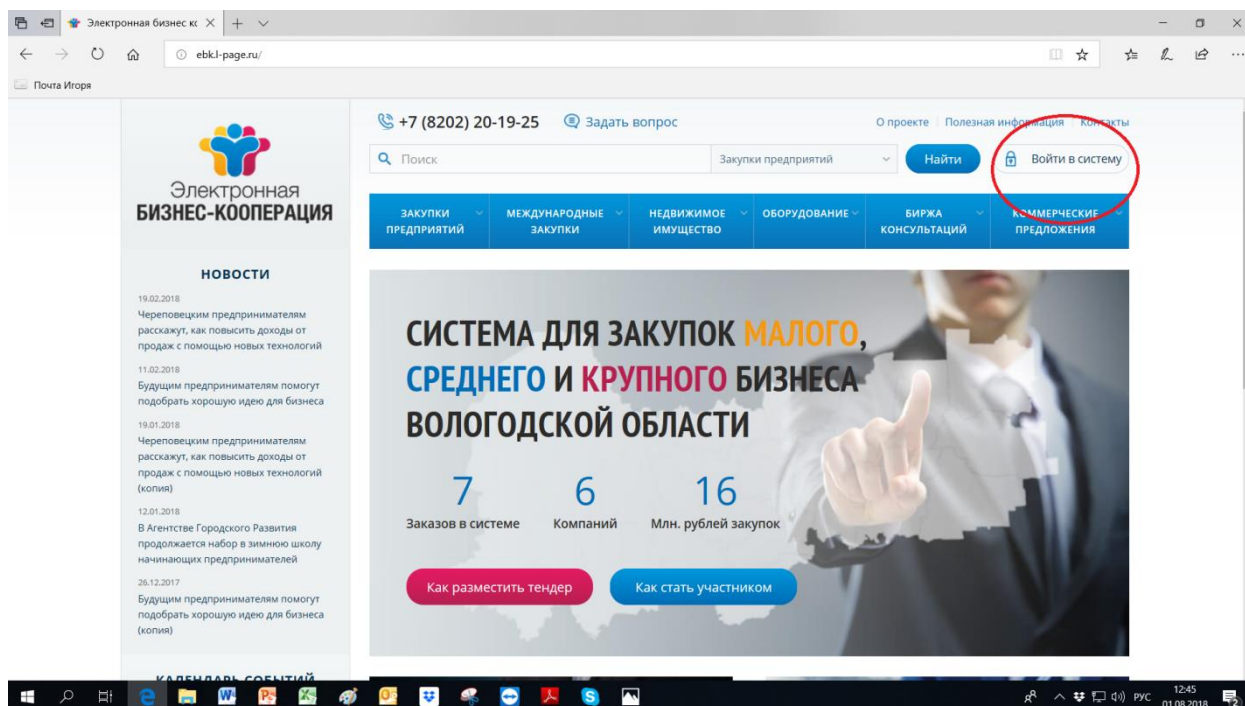 Электронная бизнес кс
ebk.l-page.ru/
Почта Игоря
+7 (8202) 20-19-25
Задать вопрос
О проекте
Полезная информация
Контакты
Поиск
Закупки предприятий
Найти
Войти в систему
Электронная
БИЗНЕС-КООПЕРАЦИЯ
ЗАКУПКИ
ПРЕДПРИЯТИЙ
МЕЖДУНАРОДНЫЕ
ЗАКУПКИ
НЕДВИЖИМОЕ
ИМУЩЕСТВО
ОБОРУДОВАНИЕ
БИРЖА
КОНСУЛЬТАЦИЙ
КОММЕРЧЕСКИЕ
ПРЕДЛОЖЕНИЯ
НОВОСТИ
19.02.2018
Череповецким предпринимателям
расскажут, как повысить доходы от
продаж с помощью новых технологий
11.02.2018
Будущим предпринимателям помогут
подобрать хорошую идею для бизнеса
19.01.2018
Череповецким предпринимателям
расскажут, как повысить доходы от
продаж с помощью новых технологий
(копия)
12.01.2018
В Агентстве Городского Развития
продолжается набор в зимнюю школу
начинающих предпринимателей
26.12.2017
Будущим предпринимателям помогут
подобрать хорошую идею для бизнеса
(копия)
КАЛЕНДАРЬ СОБЫТИЙ
СИСТЕМА ДЛЯ ЗАКУПОК МАЛОГО,
СРЕДНЕГО И КРУПНОГО БИЗНЕСА
ВОЛОГОДСКОЙ ОБЛАСТИ
7
Заказов в системе
6
Компаний
16
Млн. рублей закупок
Как разместить тендер
Как стать участником
РУС
12:45
01.08.2018